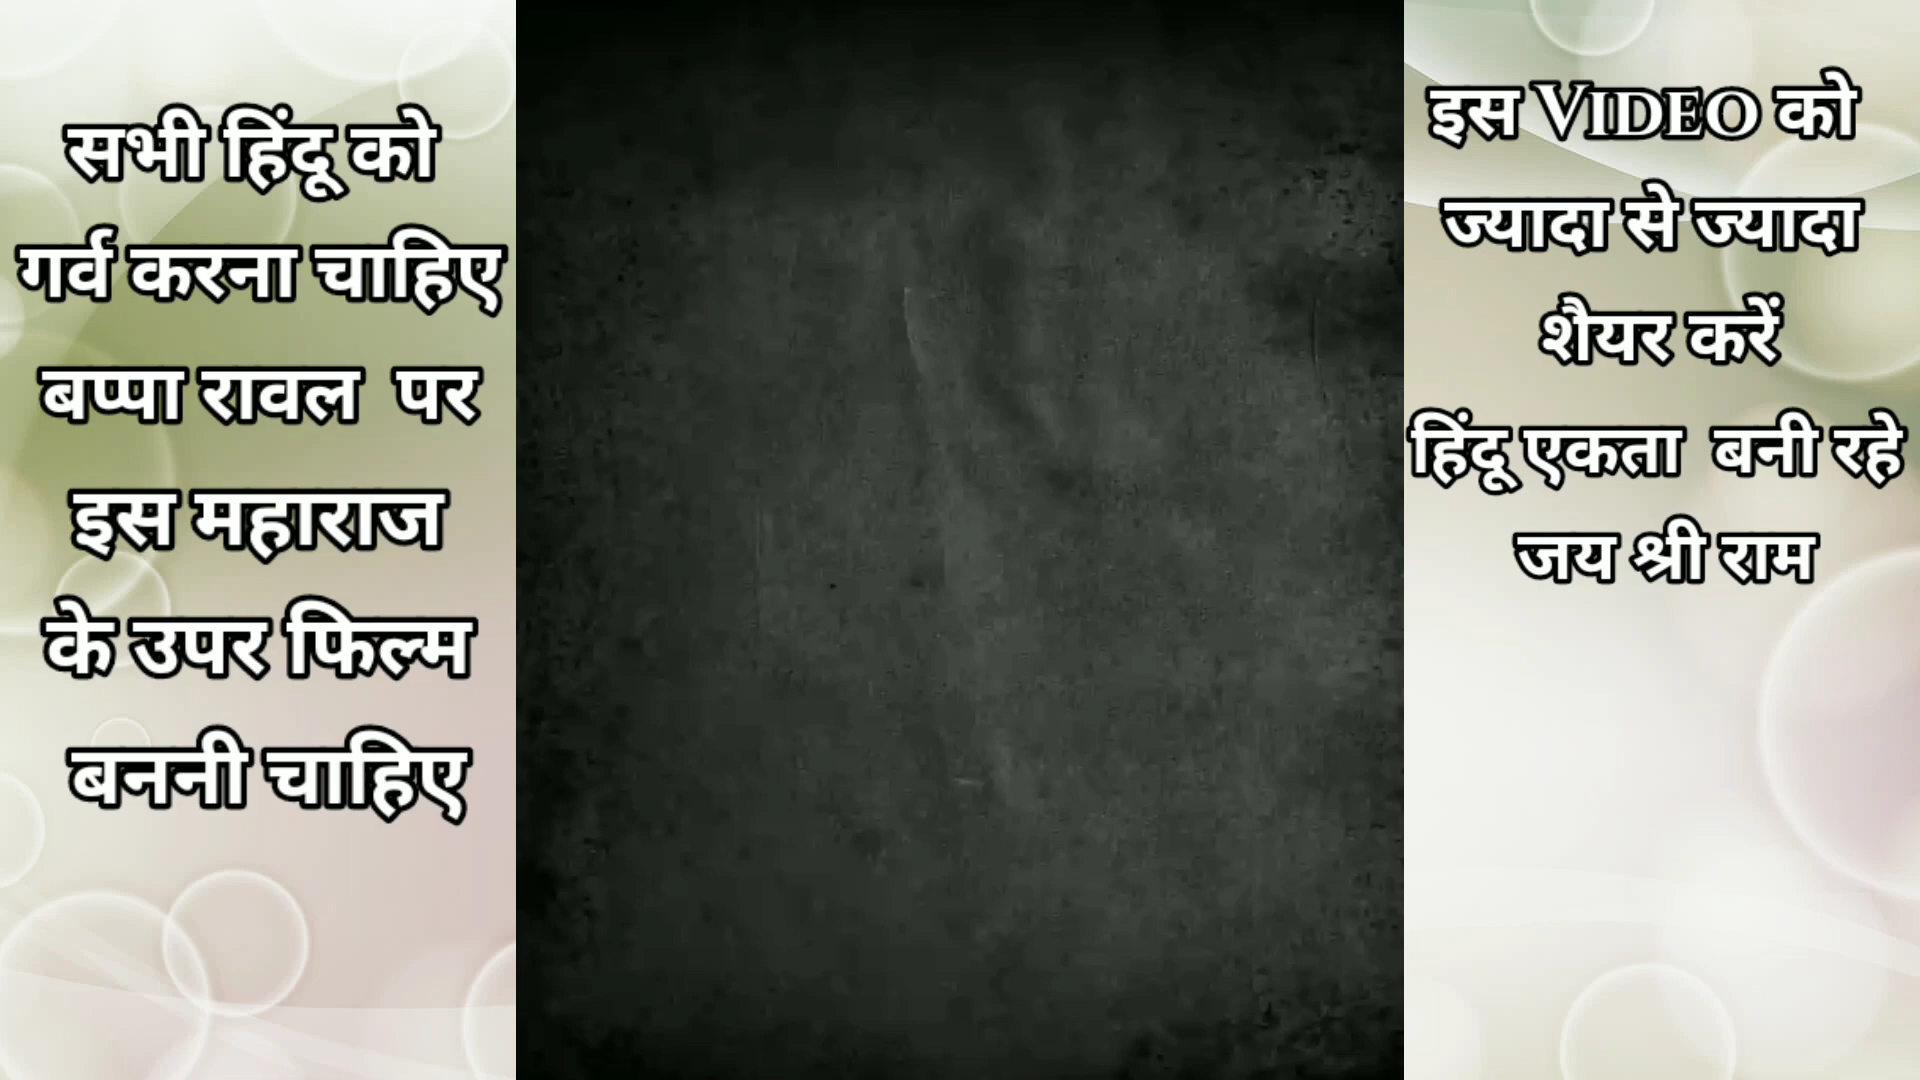 सभी हिंदू को
गर्व करना चाहिए
बप्पा रावल पर
इस महाराज
के उपर फिल्म
बननी चाहिए
इस VIDEO को
ज्यादा से ज्यादा
शैयर करें
हिंदू एकता बनी रहे
जय श्री राम